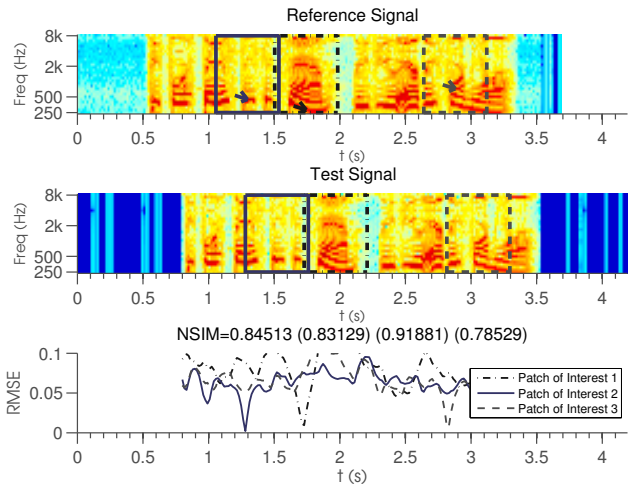 Reference Signal
Freq (Hz)
8k
2k
500
250
0 0.5 1 1.5 2 2.5 3 3.5 4
t (s)
Test Signal
Freq (Hz)
8k
2k
500
250
0 0.5 1 1.5 2 2.5 3 3.5 4
t (s)
NSIM=0.84513 (0.83129) (0.91881) (0.78529)
RMSE
0.1
0.05
0
Patch of Interest 1
Patch of Interest 2
Patch of Interest 3
0 0.5 1 1.5 2 2.5 3 3.5 4
t (s)